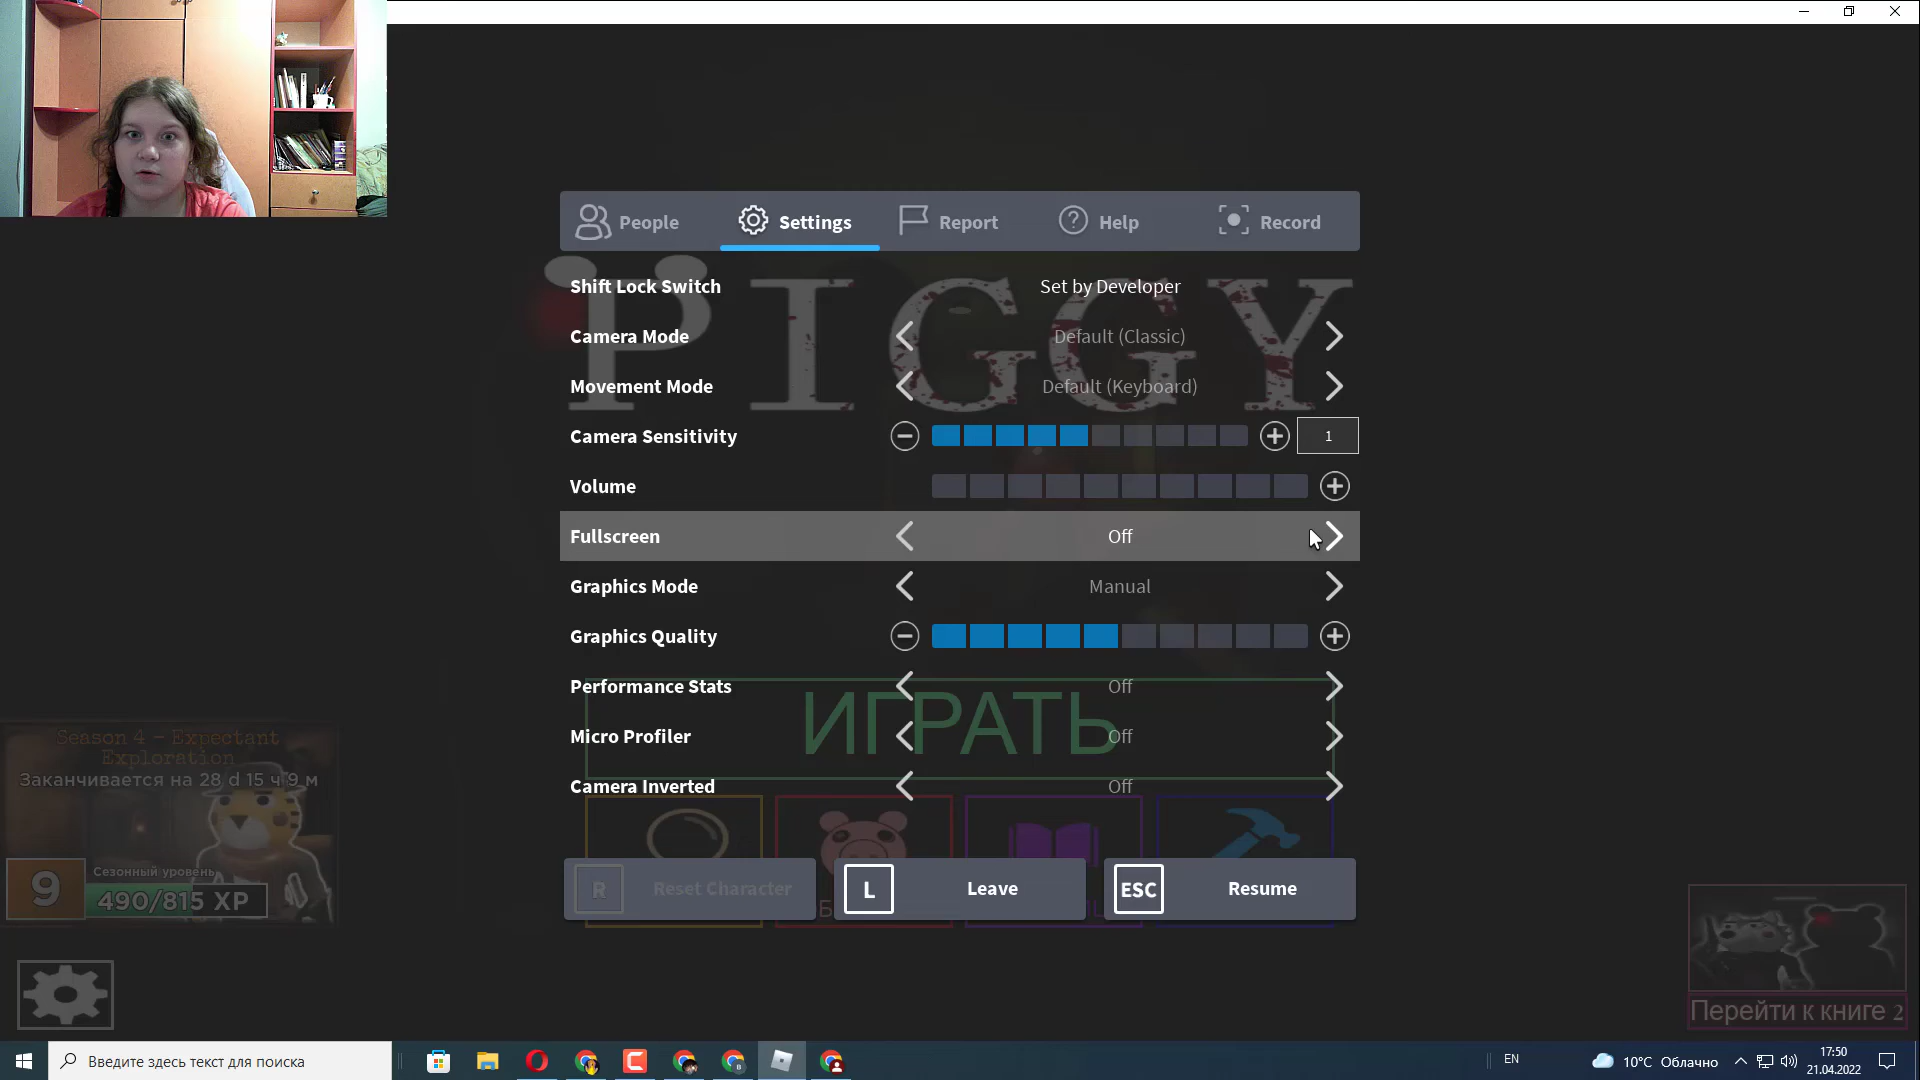 People
Settings
Report
Help
Record
PIGGY
Shift Lock Switch Set by Developer
Camera Mode Default (Classic)
Movement Mode Default (Keyboard)
Camera Sensitivity 1
Volume
Fullscreen Off
Graphics Mode Manual
Graphics Quality
Performance Stats Off
ИГРАТЬ
Micro Profiler Off
Camera Inverted Off
Season 4 - Expectant
Exploration
Заканчивается на 28 d 15 ч 9 м
9
Сезонный уровень
490/815 XP
R Reset Character
L Leave
ESC Resume
Перейти к книге 2
Введите здесь текст для поиска
EN
10°C Облачно
17:50
21.04.2022